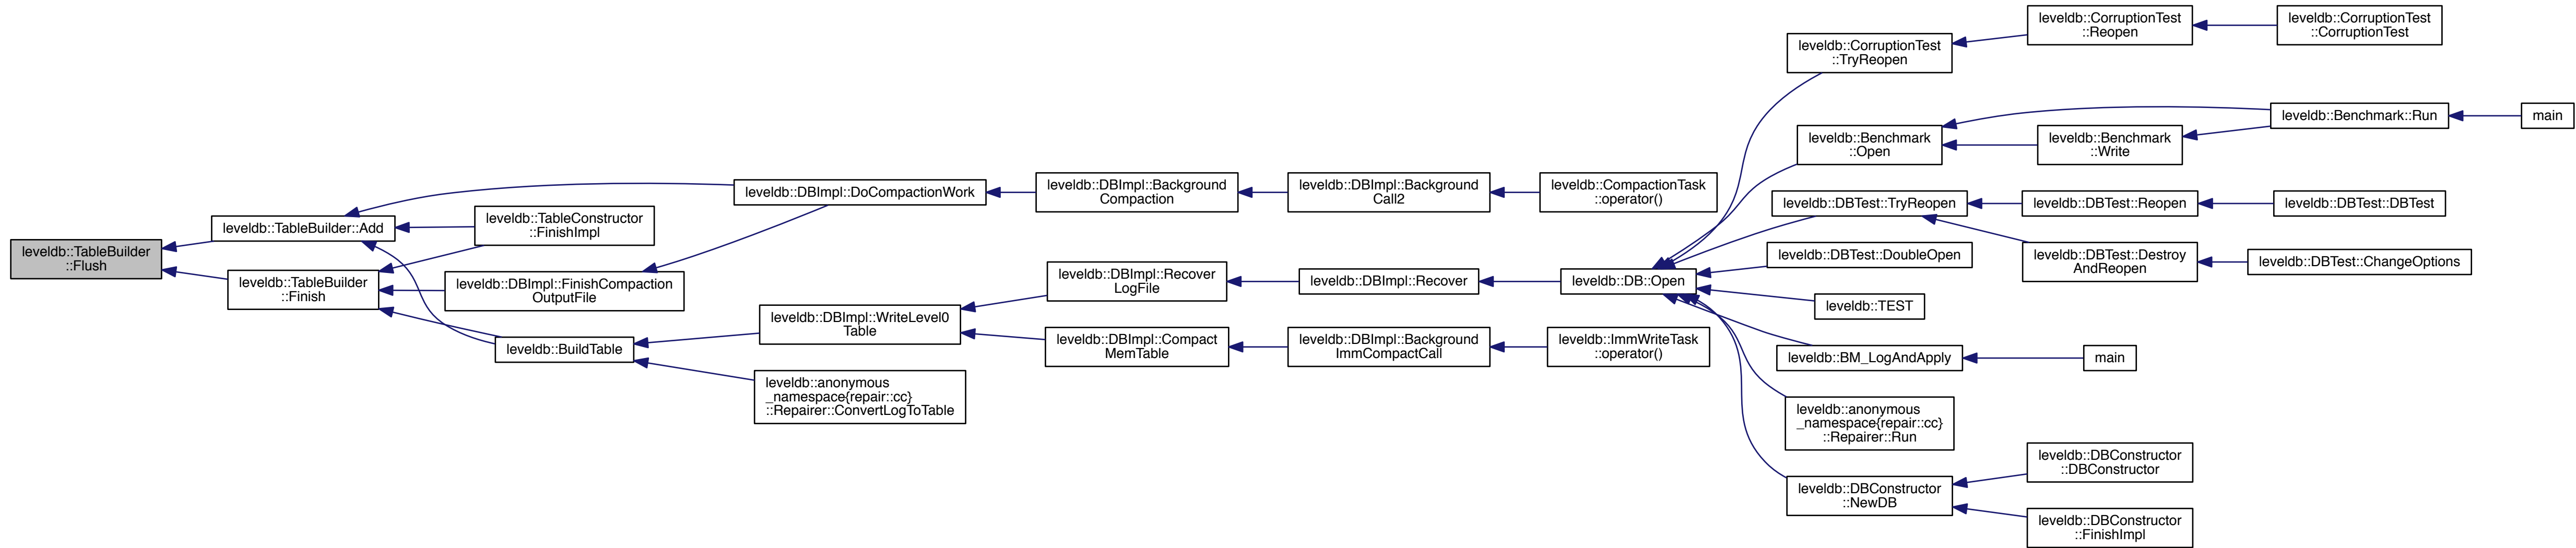 leveldb::TableBuilder
::Flush
leveldb::TableBuilder::Add
leveldb::TableBuilder
::Finish
leveldb::TableConstructor
::FinishImpl
leveldb::DBImpl::FinishCompaction
OutputFile
leveldb::BuildTable
leveldb::DBImpl::DoCompactionWork
leveldb::DBImpl::WriteLevel0
Table
leveldb::anonymous
_namespace{repair::cc}
::Repairer::ConvertLogToTable
leveldb::DBImpl::Background
Compaction
leveldb::DBImpl::Recover
LogFile
leveldb::DBImpl::Compact
MemTable
leveldb::DBImpl::Background
Call2
leveldb::DBImpl::Recover
leveldb::DBImpl::Background
ImmCompactCall
leveldb::CompactionTask
::operator()
leveldb::DB::Open
leveldb::ImmWriteTask
::operator()
leveldb::CorruptionTest
::TryReopen
leveldb::Benchmark
::Open
leveldb::DBTest::TryReopen
leveldb::DBTest::DoubleOpen
leveldb::TEST
leveldb::BM_LogAndApply
leveldb::anonymous
_namespace{repair::cc}
::Repairer::Run
leveldb::DBConstructor
::NewDB
leveldb::CorruptionTest
::Reopen
leveldb::Benchmark
::Write
leveldb::DBTest::Reopen
leveldb::DBTest::Destroy
AndReopen
main
leveldb::DBConstructor
::DBConstructor
leveldb::DBConstructor
::FinishImpl
leveldb::CorruptionTest
::CorruptionTest
leveldb::Benchmark::Run
leveldb::DBTest::DBTest
leveldb::DBTest::ChangeOptions
main